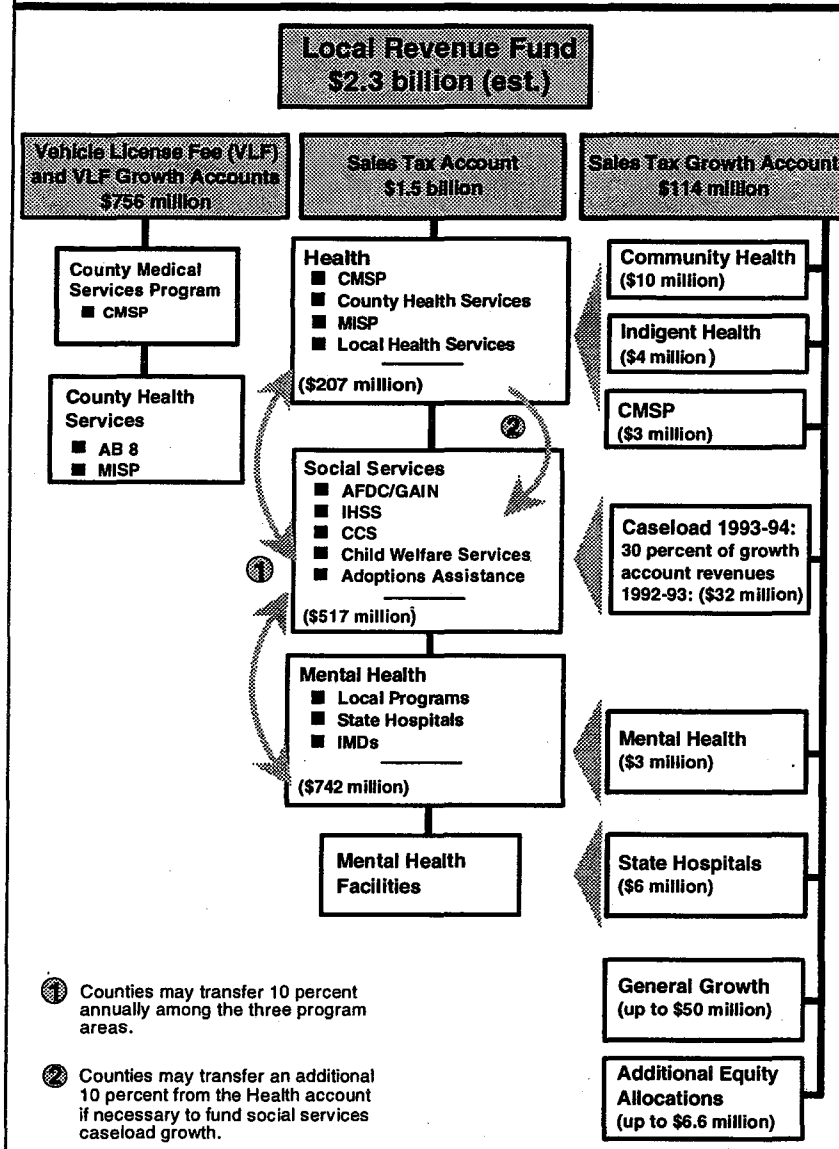 Local Revenue Fund
$2.3 billion (est.)
Vehicle License Fee (VLF)
and VLF Growth Accounts
$756 million
County Medical
Services Program
■ CMSP
County Health
Services
■ AB 8
■ MISP
Sales Tax Account
$1.5 billion
Health
■ CMSP
■ County Health Services
■ MISP
■ Local Health Services
($207 million)
2
Social Services
■ AFDC/GAIN
■ IHSS
■ CCS
■ Child Welfare Services
■ Adoptions Assistance
($517 million)
1
Mental Health
■ Local Programs
■ State Hospitals
■ IMDs
($742 million)
Mental Health
Facilities
Sales Tax Growth Account
$114 million
Community Health
($10 million)
Indigent Health
($4 million)
CMSP
($3 million)
Caseload 1993-94:
30 percent of growth
account revenues
1992-93: ($32 million)
Mental Health
($3 million)
State Hospitals
($6 million)
General Growth
(up to $50 million)
Additional Equity
Allocations
(up to $6.6 million)
1 Counties may transfer 10 percent
annually among the three program
areas.
2 Counties may transfer an additional
10 percent from the Health account
if necessary to fund social services
caseload growth.